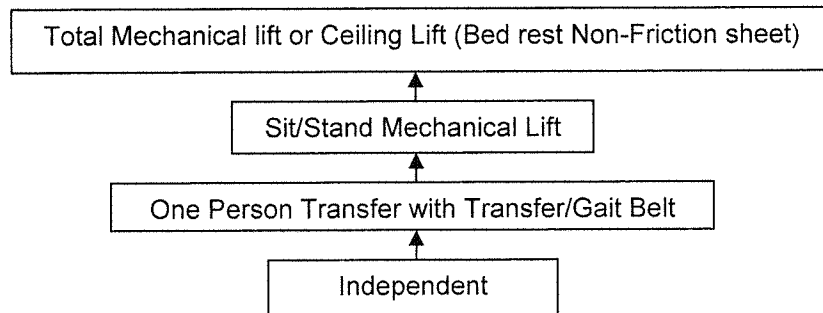 Total Mechanical lift or Ceiling Lift (Bed rest Non-Friction sheet)
Sit/Stand Mechanical Lift
One Person Transfer with Transfer/Gait Belt
Independent